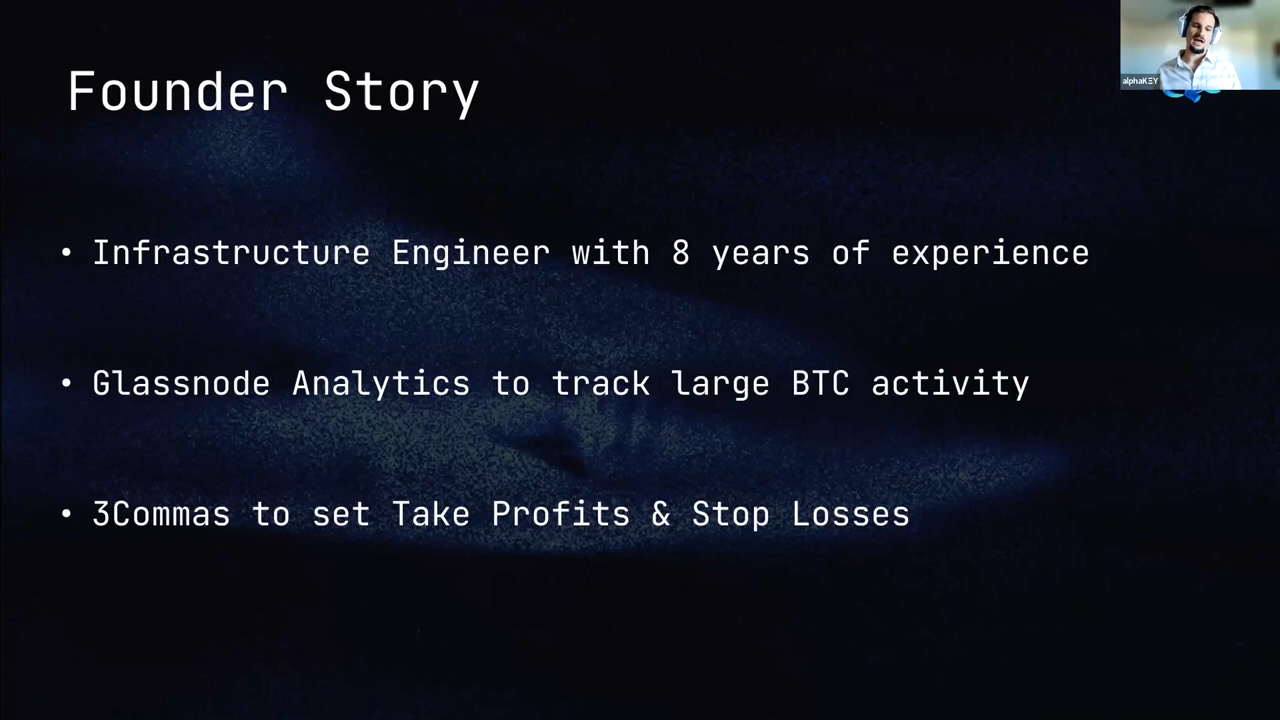 Founder Story
• Infrastructure Engineer with 8 years of experience
• Glassnode Analytics to track large BTC activity
• 3Commas to set Take Profits & Stop Losses
alphaKΞY